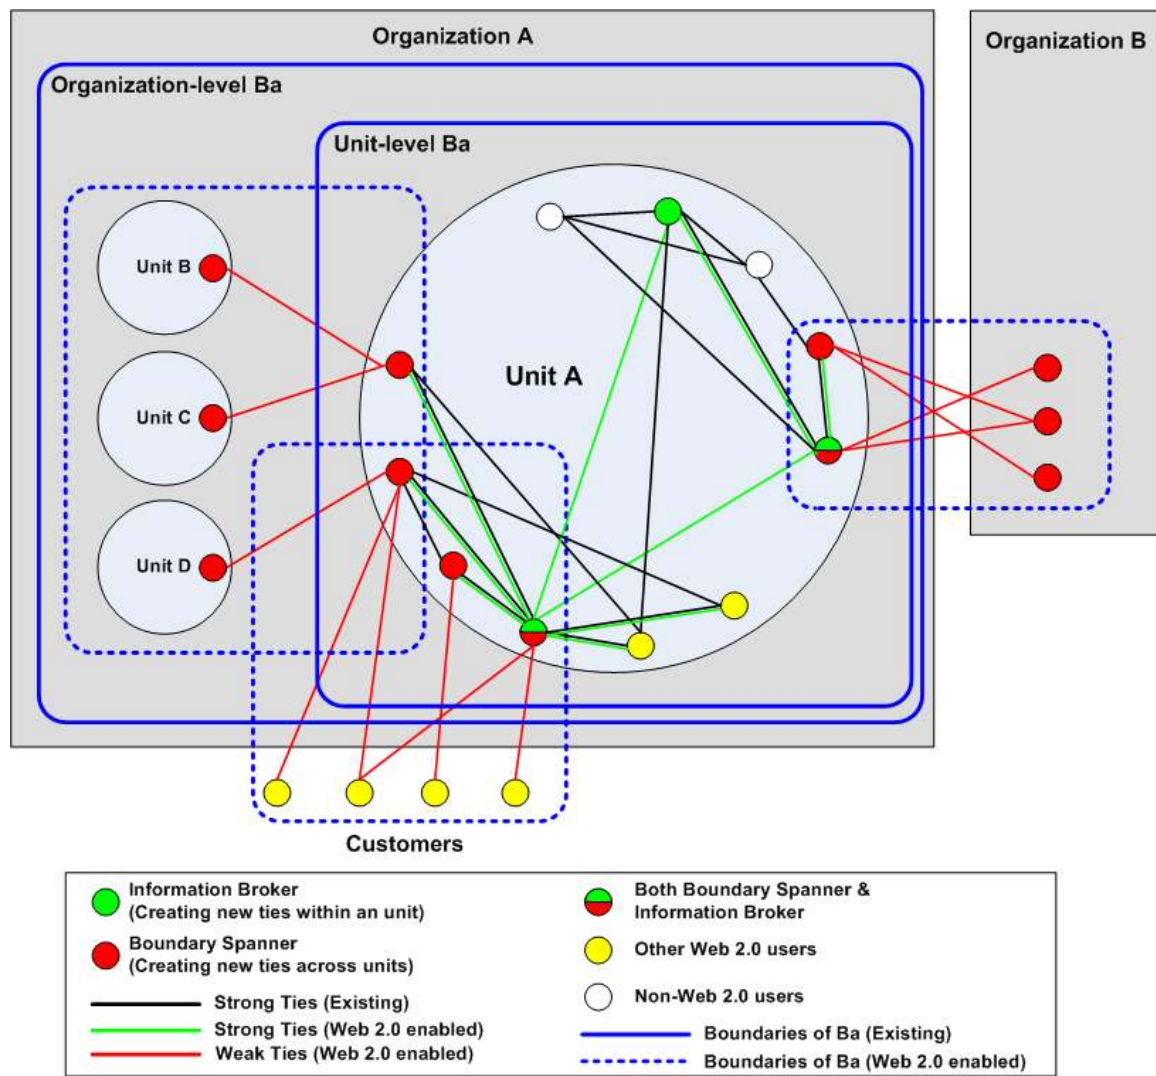 Organization A
Organization B
Organization-level Ba
Unit-level Ba
Unit B
Unit A
Unit C
Unit D
Customers
Information Broker
(Creating new ties within an unit)
Boundary Spanner
(Creating new ties across units)
Strong Ties (Existing)
Strong Ties (Web 2.0 enabled)
Weak Ties (Web 2.0 enabled)
Both Boundary Spanner &
Information Broker
Other Web 2.0 users
Non-Web 2.0 users
Boundaries of Ba (Existing)
Boundaries of Ba (Web 2.0 enabled)